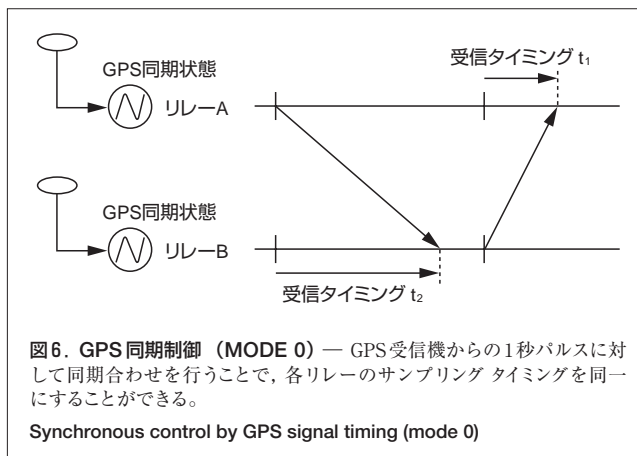 受信タイミング t₁
GPS同期状態
リレーA
GPS同期状態
リレーB
受信タイミング t₂
図6. GPS同期制御 (MODE 0) — GPS受信機からの1秒パルスに対
して同期合わせを行うことで, 各リレーのサンプリング タイミングを同一
にすることができる。
Synchronous control by GPS signal timing (mode 0)